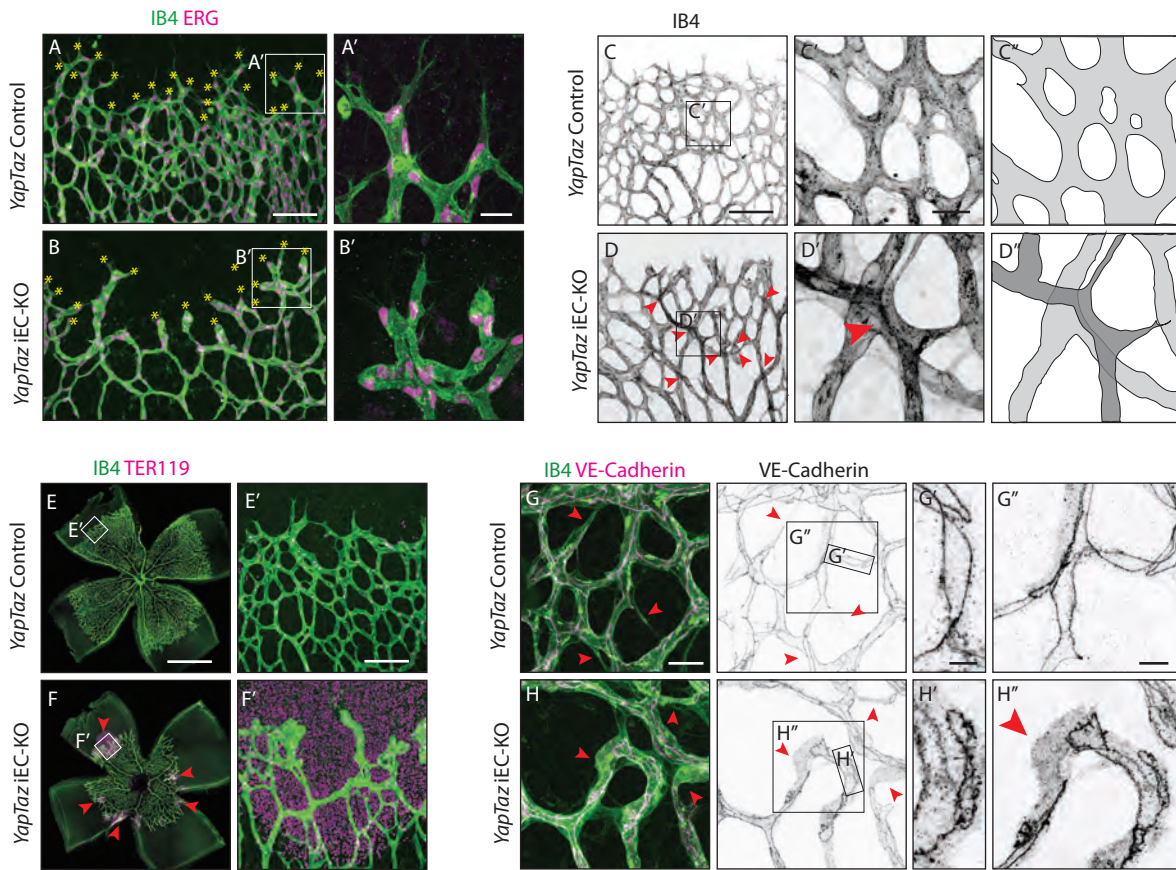 IB4 ERG
YapTaz Control
A
A'
A'
YapTaz iEC-KO
B
B'
B'
IB4
YapTaz Control
C
C'
C'
C"
YapTaz iEC-KO
D
D'
D'
D"
IB4 TER119
YapTaz Control
E
E'
E'
YapTaz iEC-KO
F
F'
F'
IB4 VE-Cadherin
VE-Cadherin
YapTaz Control
G
G"
G'
G'
G"
YapTaz iEC-KO
H
H"
H'
H'
H"